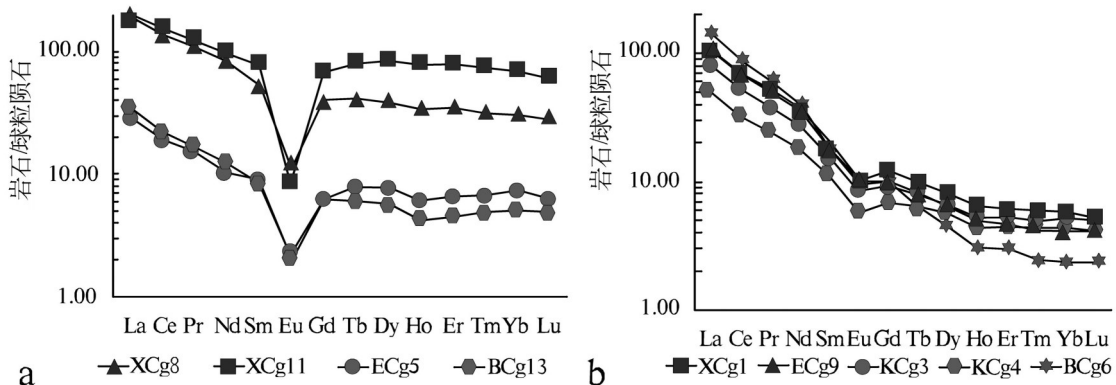 岩石/球粒陨石
100.00
10.00
1.00
La Ce Pr Nd Sm Eu Gd Tb Dy Ho Er Tm Yb Lu
XCg8 XCg11 ECg5 BCg13
a
岩石/球粒陨石
100.00
10.00
1.00
La Ce Pr Nd Sm Eu Gd Tb Dy Ho Er Tm Yb Lu
XCg1 ECg9 KCg3 KCg4 BCg6
b